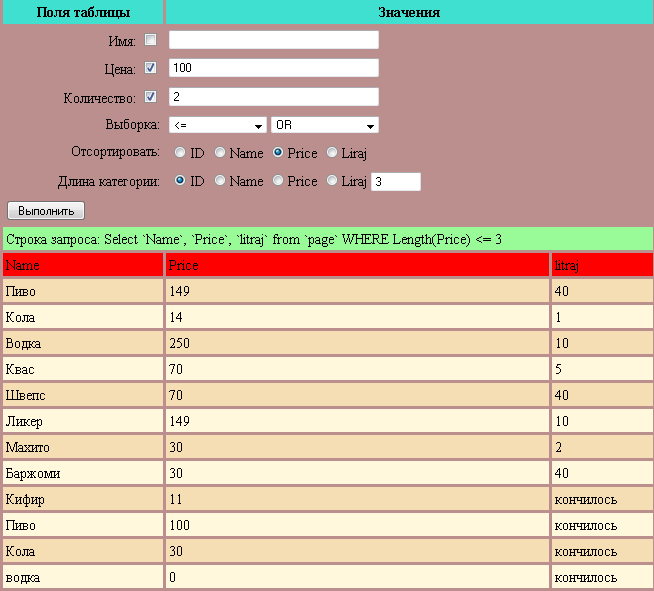 Поля таблицы Значения
Имя:
Цена: 100
Количество: 2
Выборка: <= OR
Отсортировать: ID Name Price Liraj
Длина категории: ID Name Price Liraj 3
Выполнить
Строка запроса: Select `Name`, `Price`, `litraj` from `page` WHERE Length(Price) <= 3
Name Price litraj
Пиво 149 40
Кола 14 1
Водка 250 10
Квас 70 5
Швепс 70 40
Ликер 149 10
Махито 30 2
Баржоми 30 40
Кифир 11 кончилось
Пиво 100 кончилось
Кола 30 кончилось
водка 0 кончилось